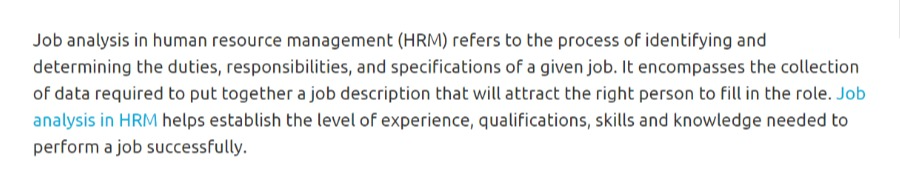 Job analysis in human resource management (HRM) refers to the process of identifying and
determining the duties, responsibilities, and specifications of a given job. It encompasses the collection
of data required to put together a job description that will attract the right person to fill in the role. Job
analysis in HRM helps establish the level of experience, qualifications, skills and knowledge needed to
perform a job successfully.